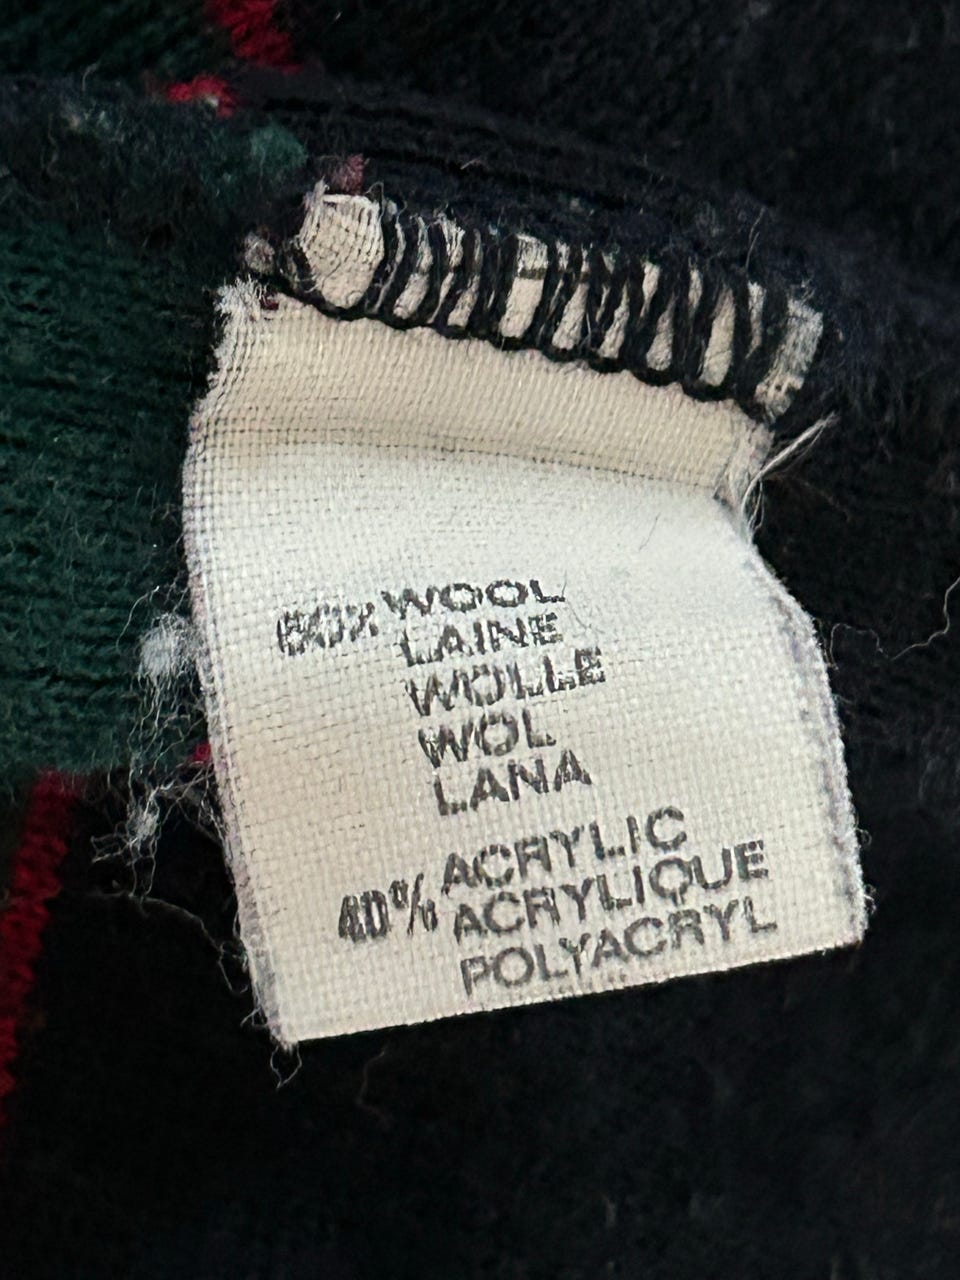 60% WOOL
LAINE
WOLLE
WOL
LANA
ACRYLIC
40% ACRYLIQUE
POLYACRYL